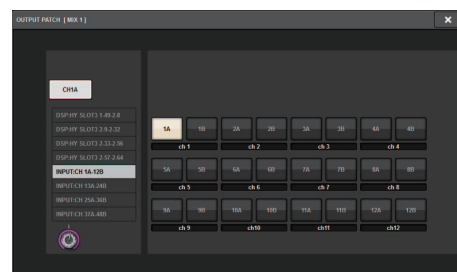 OUTPUT PATCH [ MIX 1 ]
CH1A
DSP:HY SLOT3 1-49-2-8
DSP:HY SLOT3 2-9-2-32
DSP:HY SLOT3 2-33-2-56
DSP:HY SLOT3 2-57-2-64
INPUT:CH 1A-12B
INPUT:CH 13A-24B
INPUT:CH 25A-36B
INPUT:CH 37A-48B
1A 1B 2A 2B 3A 3B 4A 4B
ch 1 ch 2 ch 3 ch 4
5A 5B 6A 6B 7A 7B 8A 8B
ch 5 ch 6 ch 7 ch 8
9A 9B 10A 10B 11A 11B 12A 12B
ch 9 ch10 ch11 ch12